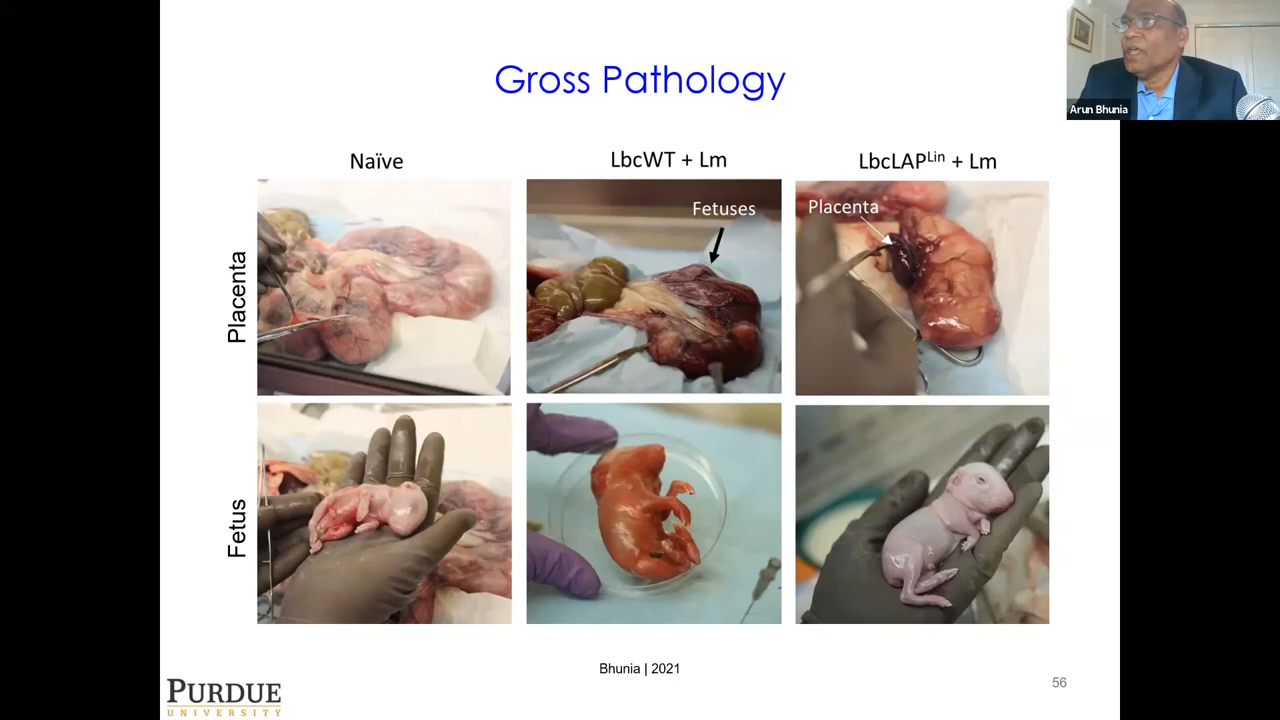 Arun Bhunia
Gross Pathology
Naïve
LbcWT + Lm
LbcLAPLin + Lm
Placenta
Fetuses
Placenta
Fetus
Bhunia | 2021
56
PURDUE
UNIVERSITY